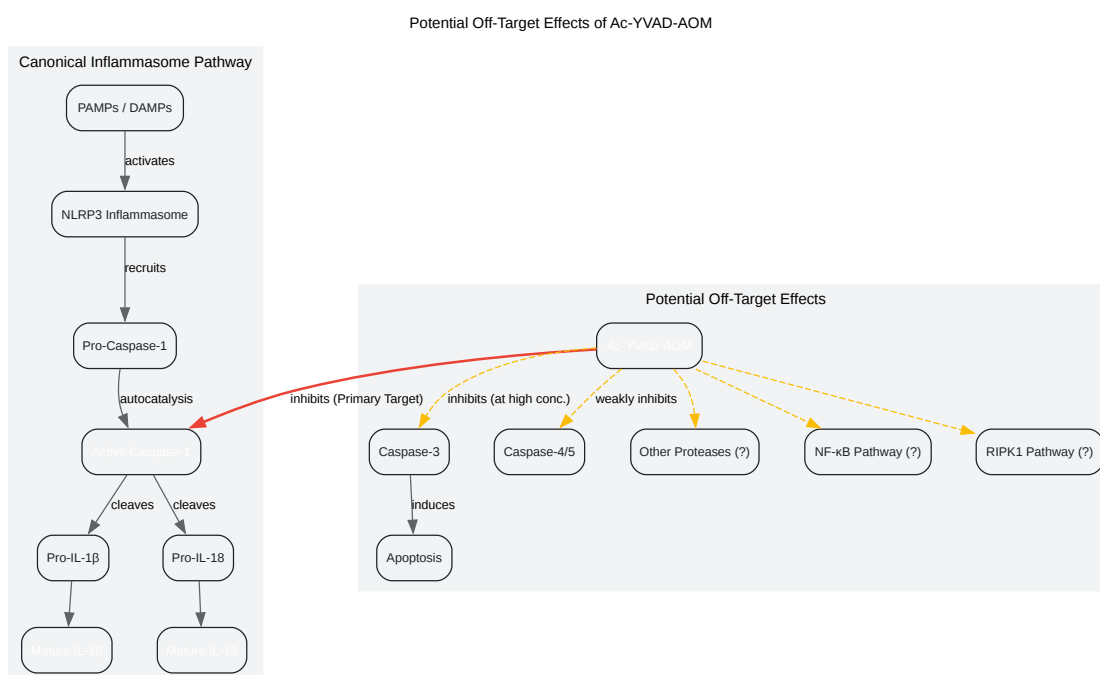 Potential Off-Target Effects of Ac-YVAD-AOM
Canonical Inflammasome Pathway
PAMPs / DAMPs
activates
NLRP3 Inflammasome
recruits
Pro-Caspase-1
autocatalysis
Active Caspase-1
cleaves
cleaves
Pro-IL-1β
Pro-IL-18
Mature IL-1β
Mature IL-18
Potential Off-Target Effects
Ac-YVAD-AOM
inhibits (Primary Target)
inhibits (at high conc.)
weakly inhibits
Caspase-3
Caspase-4/5
Other Proteases (?)
NF-κB Pathway (?)
RIPK1 Pathway (?)
induces
Apoptosis